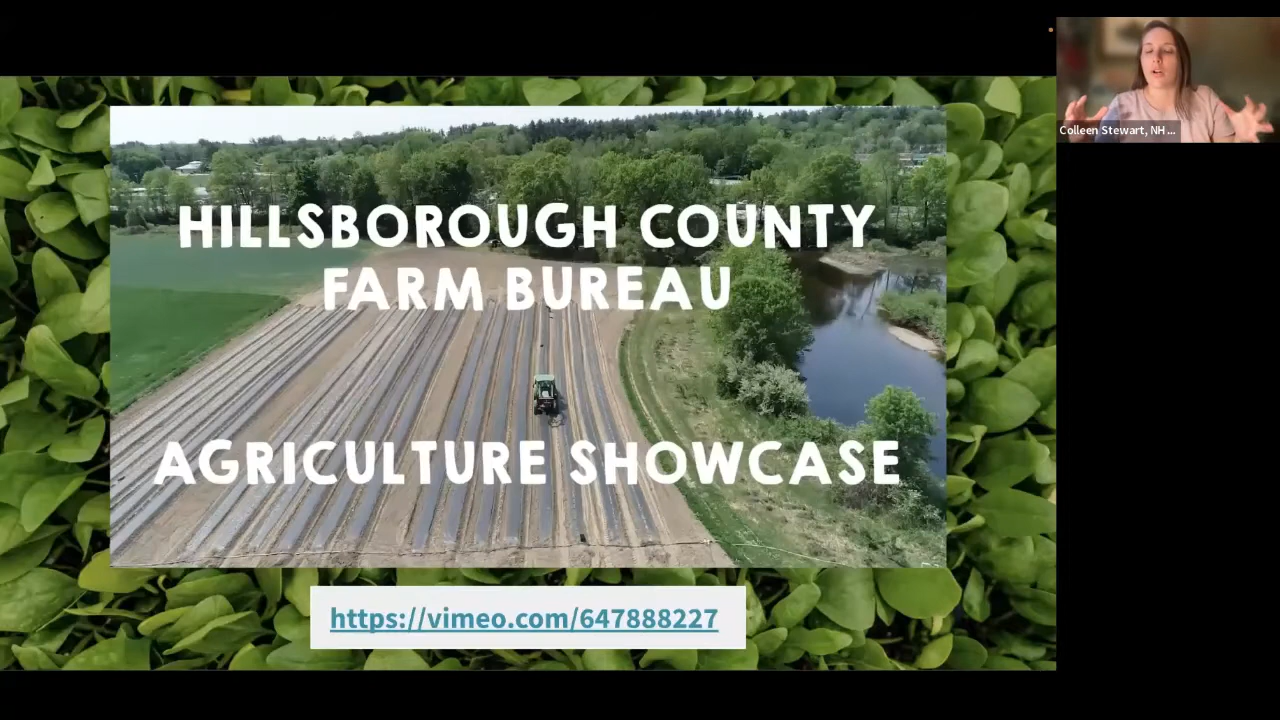 HILLSBOROUGH COUNTY
FARM BUREAU
AGRICULTURE SHOWCASE
https://vimeo.com/647888227
Colleen Stewart, NH ...